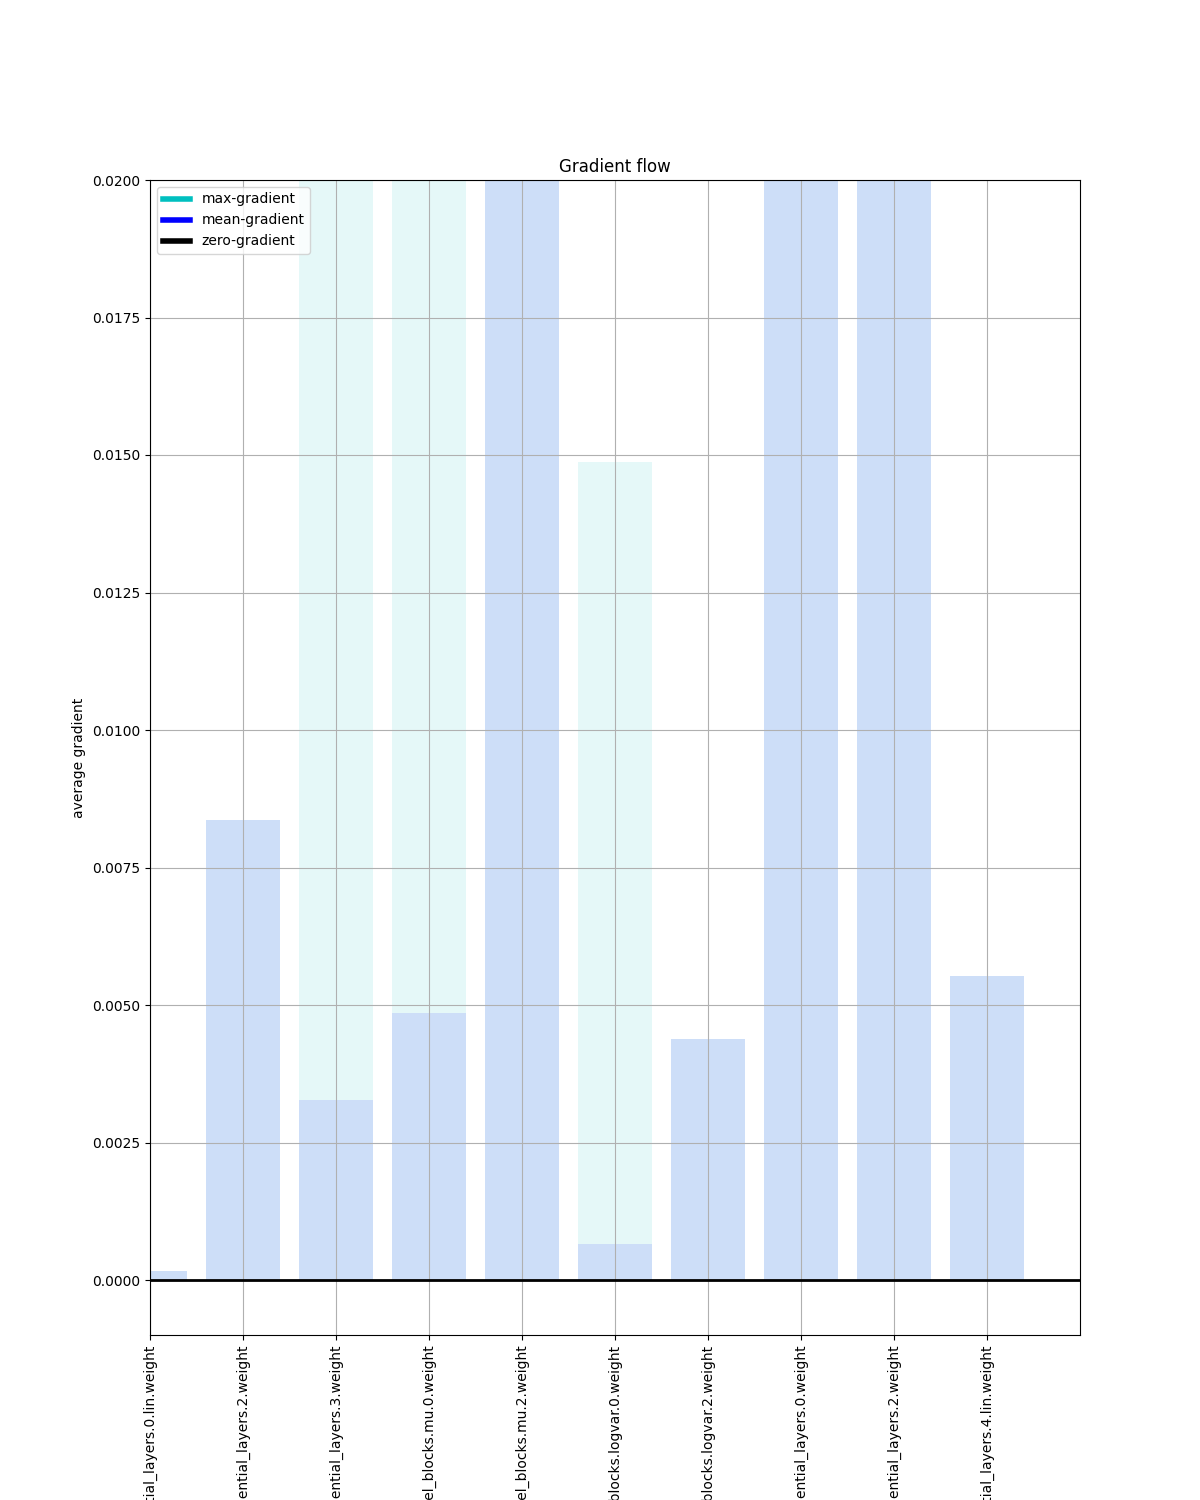 Gradient flow
max-gradient
mean-gradient
zero-gradient
0.0200
0.0175
0.0150
0.0125
0.0100
0.0075
0.0050
0.0025
0.0000
average gradient
tial_layers.0.lin.weight
ential_layers.2.weight
ential_layers.3.weight
el_blocks.mu.0.weight
el_blocks.mu.2.weight
blocks.logvar.0.weight
blocks.logvar.2.weight
ential_layers.0.weight
ential_layers.2.weight
tial_layers.4.lin.weight